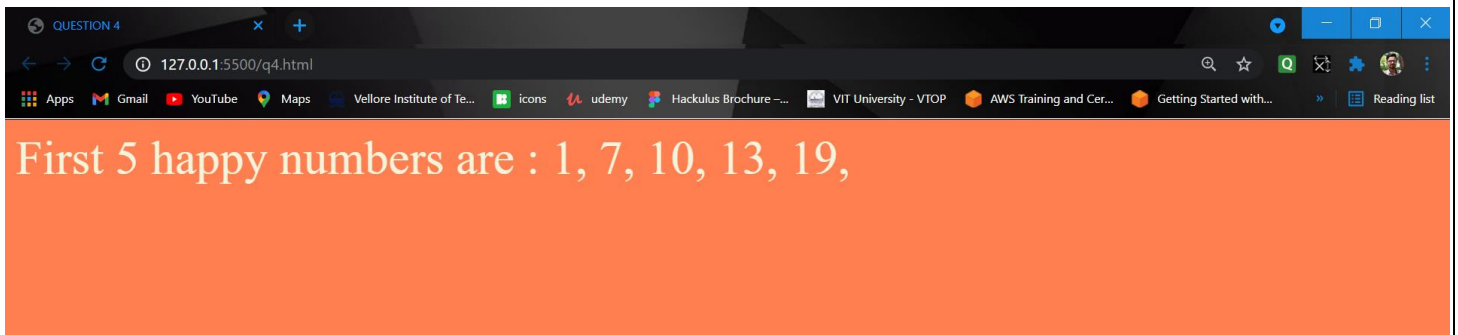 QUESTION 4
127.0.0.1:5500/q4.html
Apps Gmail YouTube Maps Vellore Institute of Te... icons udemy Hackulus Brochure –... VIT University - VTOP AWS Training and Cer... Getting Started with... » Reading list
First 5 happy numbers are : 1, 7, 10, 13, 19,